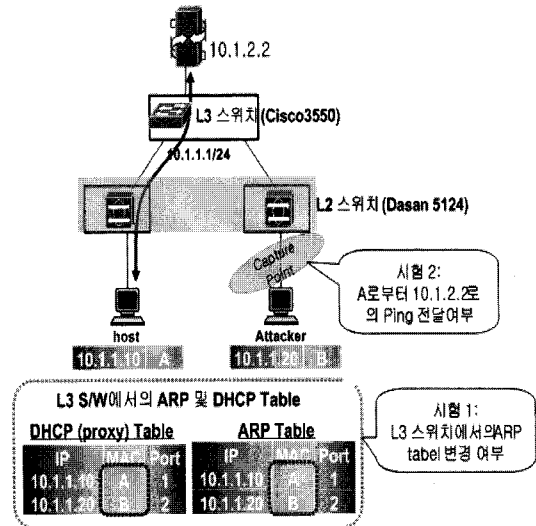 10.1.2.2
L3 스위치(Cisco3550)
10.1.1.1/24
L2 스위치(Dasan 5124)
Capture
Point
시험 2:
A로부터 10.1.2.2로
의 Ping 전달여부
host
Attacker
10.1.1.10 A
10.1.1.20 B
L3 S/W에서의 ARP 및 DHCP Table
DHCP (proxy) Table
ARP Table
IP MAC Port
10.1.1.10 A 1
10.1.1.20 B 2
IP MAC Port
10.1.1.10 A 1
10.1.1.20 B 2
시험 1:
L3 스위치에서의ARP
tabel 변경 여부